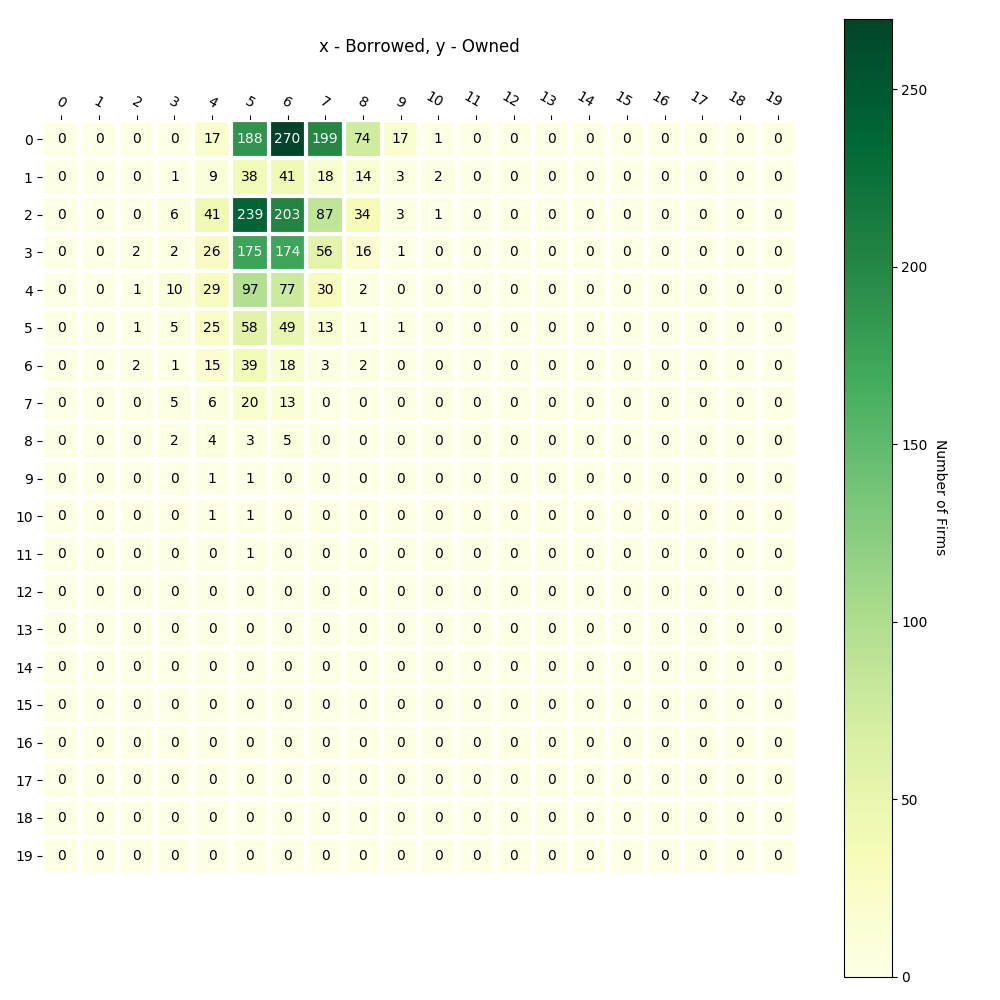 x - Borrowed, y - Owned
0 1 2 3 4 5 6 7 8 9 10 11 12 13 14 15 16 17 18 19
0 0 0 0 0 17 188 270 199 74 17 1 0 0 0 0 0 0 0 0 0
1 0 0 0 1 9 38 41 18 14 3 2 0 0 0 0 0 0 0 0 0
2 0 0 0 6 41 239 203 87 34 3 1 0 0 0 0 0 0 0 0 0
3 0 0 2 2 26 175 174 56 16 1 0 0 0 0 0 0 0 0 0 0
4 0 0 1 10 29 97 77 30 2 0 0 0 0 0 0 0 0 0 0 0
5 0 0 1 5 25 58 49 13 1 1 0 0 0 0 0 0 0 0 0 0
6 0 0 2 1 15 39 18 3 2 0 0 0 0 0 0 0 0 0 0 0
7 0 0 0 5 6 20 13 0 0 0 0 0 0 0 0 0 0 0 0 0
8 0 0 0 2 4 3 5 0 0 0 0 0 0 0 0 0 0 0 0 0
9 0 0 0 0 1 1 0 0 0 0 0 0 0 0 0 0 0 0 0 0
10 0 0 0 0 1 1 0 0 0 0 0 0 0 0 0 0 0 0 0 0
11 0 0 0 0 0 1 0 0 0 0 0 0 0 0 0 0 0 0 0 0
12 0 0 0 0 0 0 0 0 0 0 0 0 0 0 0 0 0 0 0 0
13 0 0 0 0 0 0 0 0 0 0 0 0 0 0 0 0 0 0 0 0
14 0 0 0 0 0 0 0 0 0 0 0 0 0 0 0 0 0 0 0 0
15 0 0 0 0 0 0 0 0 0 0 0 0 0 0 0 0 0 0 0 0
16 0 0 0 0 0 0 0 0 0 0 0 0 0 0 0 0 0 0 0 0
17 0 0 0 0 0 0 0 0 0 0 0 0 0 0 0 0 0 0 0 0
18 0 0 0 0 0 0 0 0 0 0 0 0 0 0 0 0 0 0 0 0
19 0 0 0 0 0 0 0 0 0 0 0 0 0 0 0 0 0 0 0 0
250
200
150
100
50
0
Number of Firms